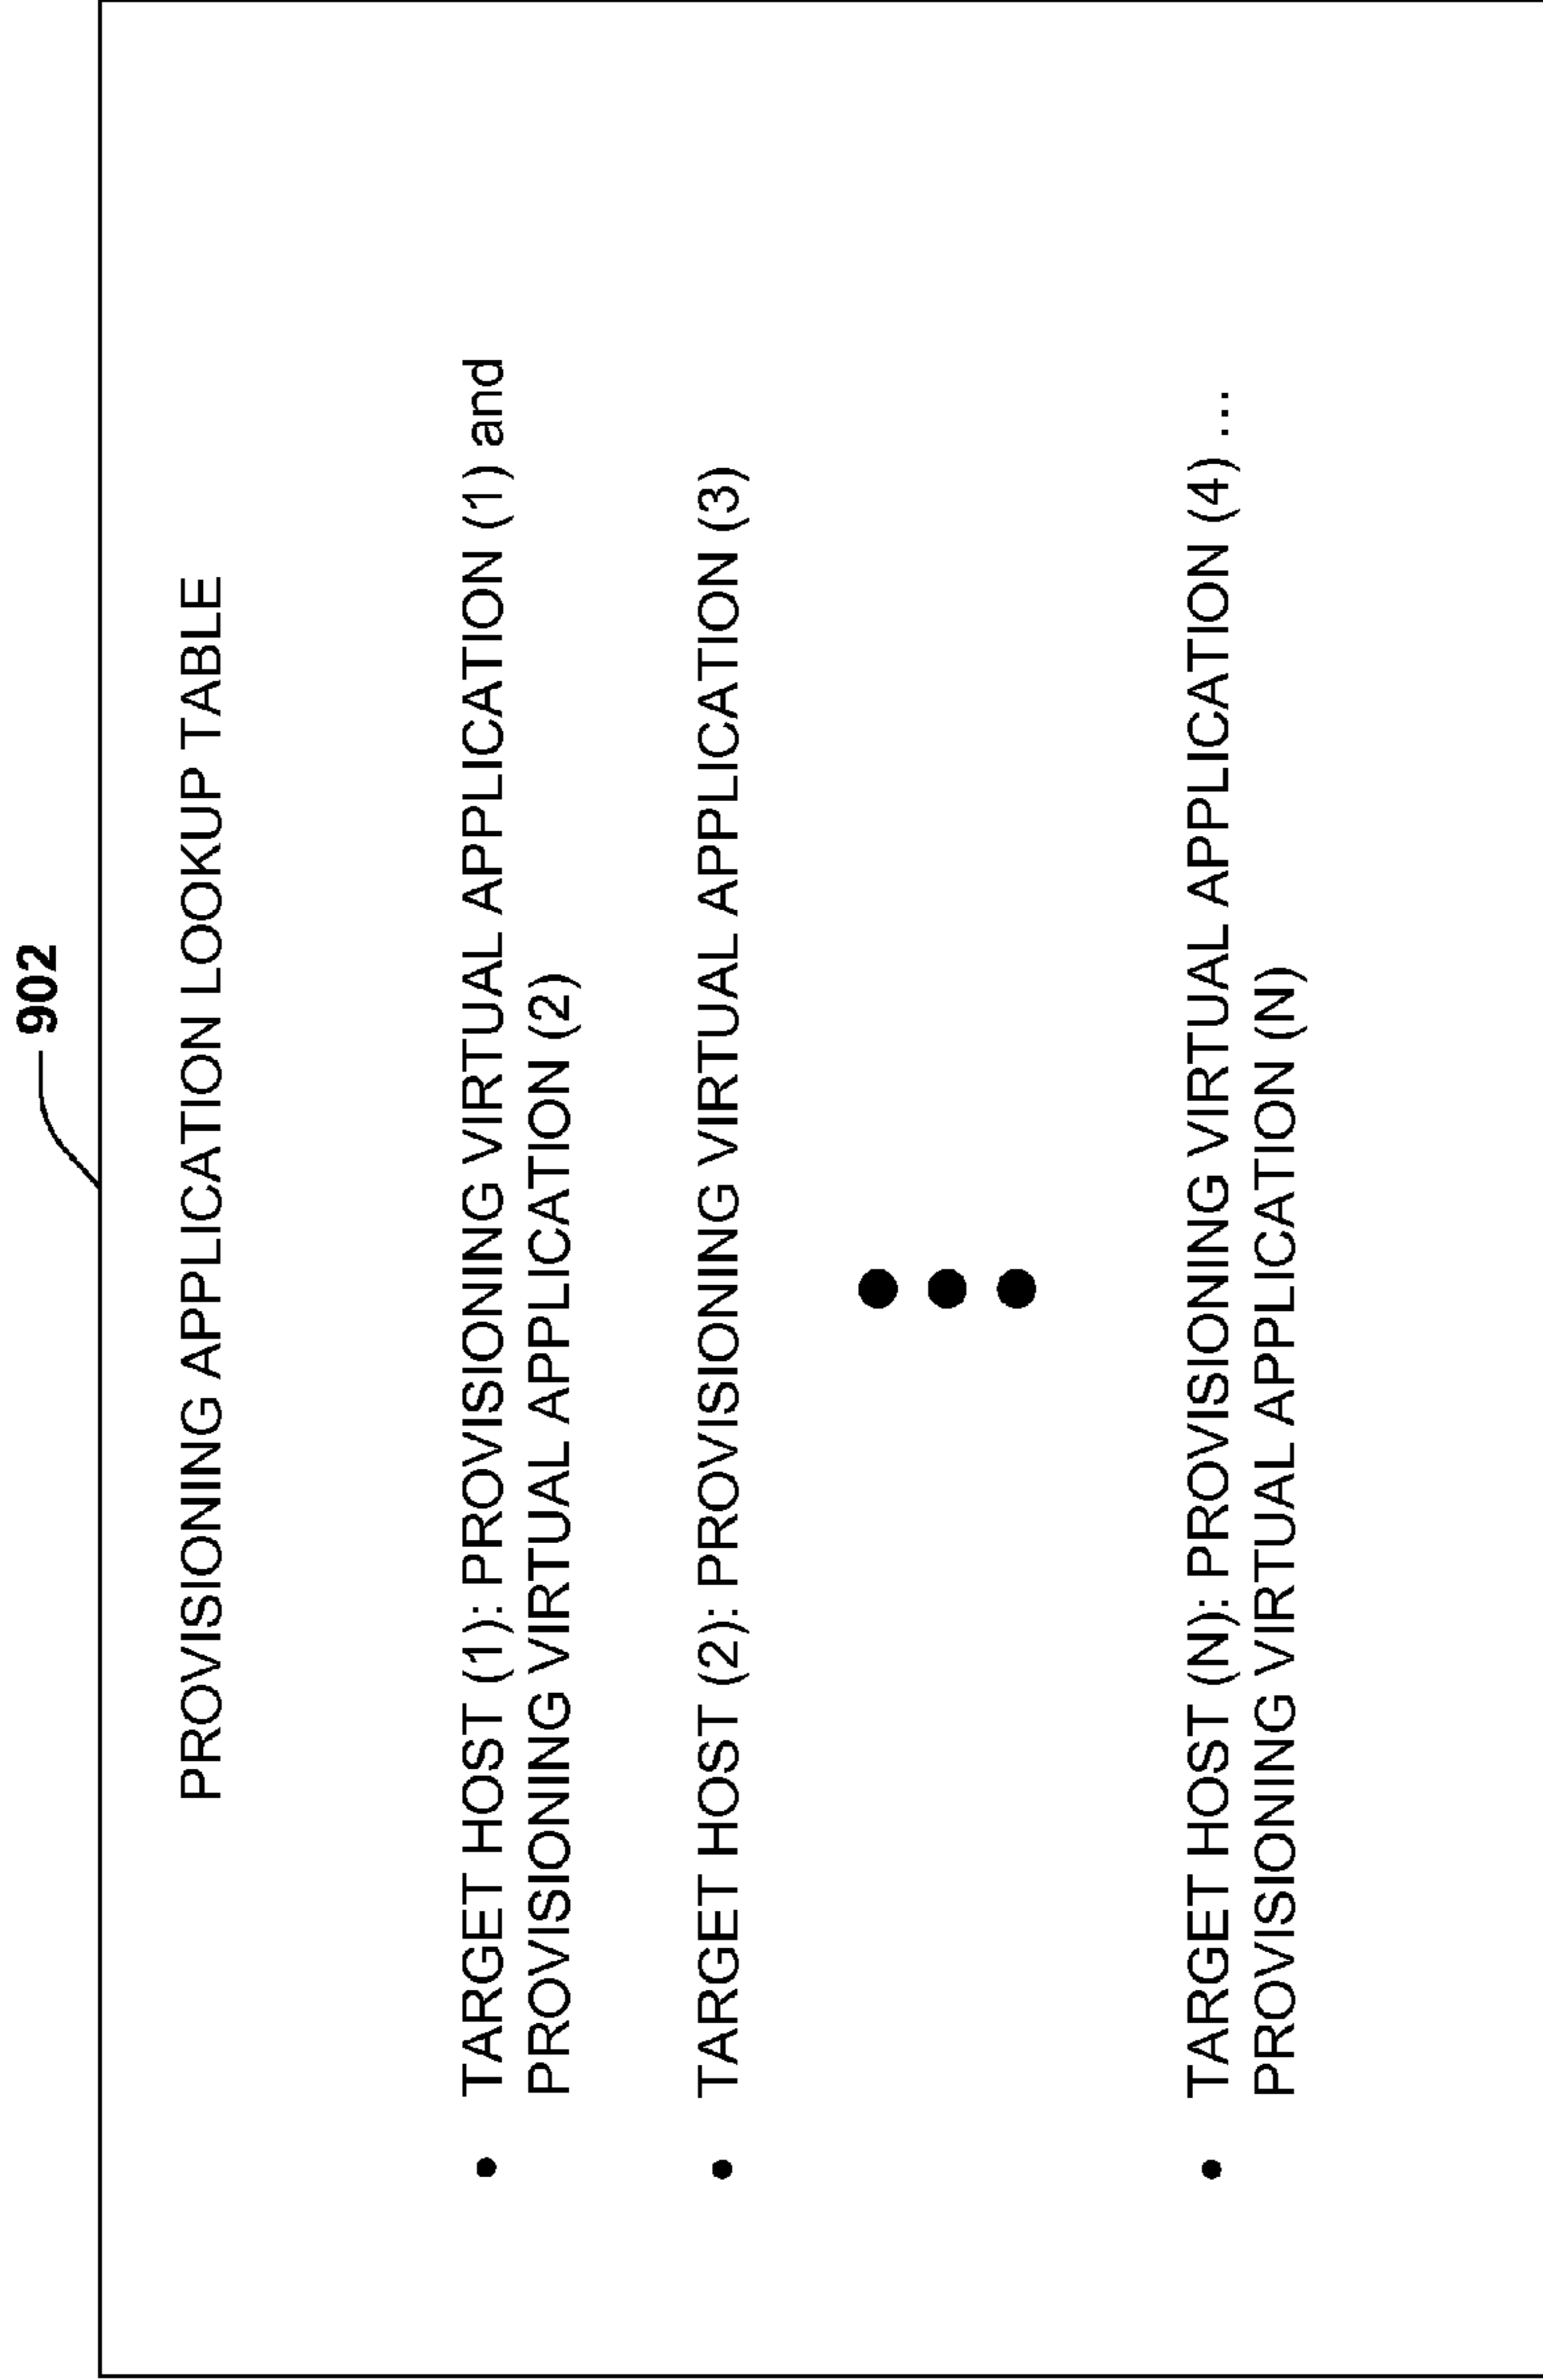 902
PROVISIONING APPLICATION LOOKUP TABLE
• TARGET HOST (1): PROVISIONING VIRTUAL APPLICATION (1) and
PROVISIONING VIRTUAL APPLICATION (2)
• TARGET HOST (2): PROVISIONING VIRTUAL APPLICATION (3)
• TARGET HOST (N): PROVISIONING VIRTUAL APPLICATION (4) ...
PROVISIONING VIRTUAL APPLICATION (N)